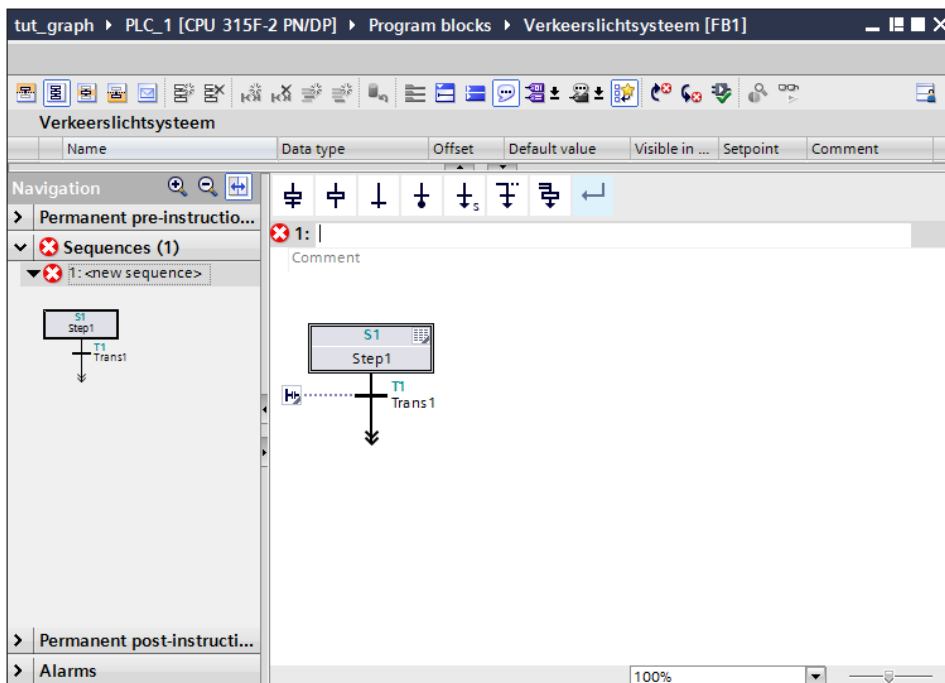 tut_graph ▸ PLC_1 [CPU 315F-2 PN/DP] ▸ Program blocks ▸ Verkeerslichtsysteem [FB1]
Verkeerslichtsysteem
Name Data type Offset Default value Visible in ... Setpoint Comment
Navigation
Permanent pre-instructio...
Sequences (1)
1: <new sequence>
S1
Step1
T1
Trans1
Permanent post-instructi...
Alarms
S
1:
Comment
S1
Step1
T1
Trans1
100%